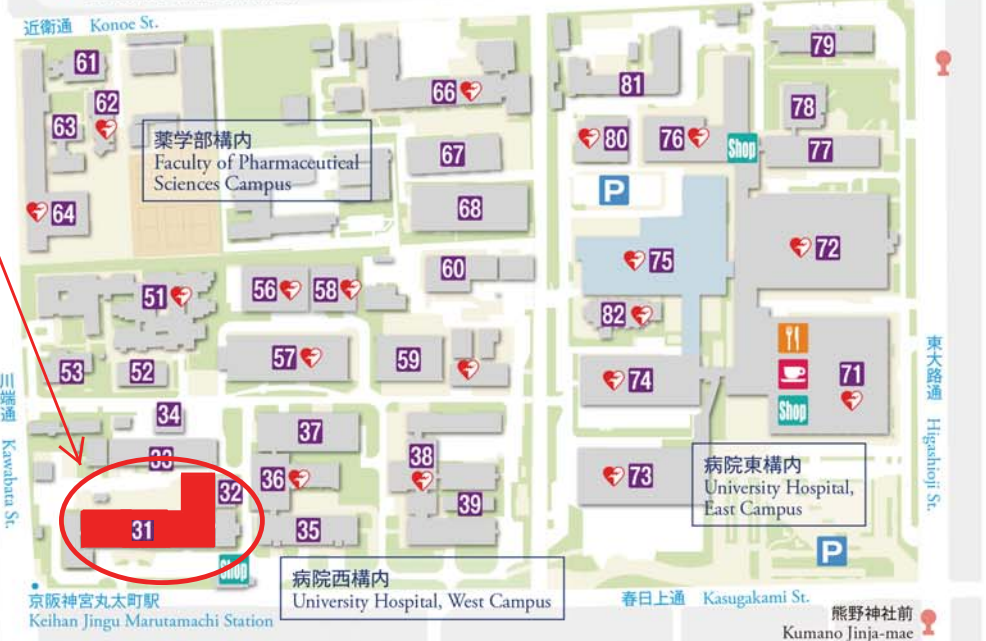 近衛通 Konoe St.
61
62
63
64
薬学部構内
Faculty of Pharmaceutical
Sciences Campus
66
67
68
60
81
79
78
80
76
Shop
77
P
75
72
82
51
56
58
57
59
53
52
74
71
Shop
34
33
37
38
36
32
31
35
39
73
Shop
病院東構内
University Hospital,
East Campus
P
病院西構内
University Hospital, West Campus
川端通 Kawabata St.
東大路通 Higashioji St.
京阪神宮丸太町駅
Keihan Jingu Marutamachi Station
春日上通 Kasugakami St.
熊野神社前
Kumano Jinja-mae